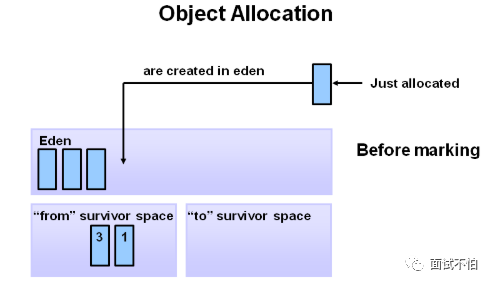 Object Allocation
are created in eden
Just allocated
Eden
Before marking
“from” survivor space
“to” survivor space
3 1
面试不怕